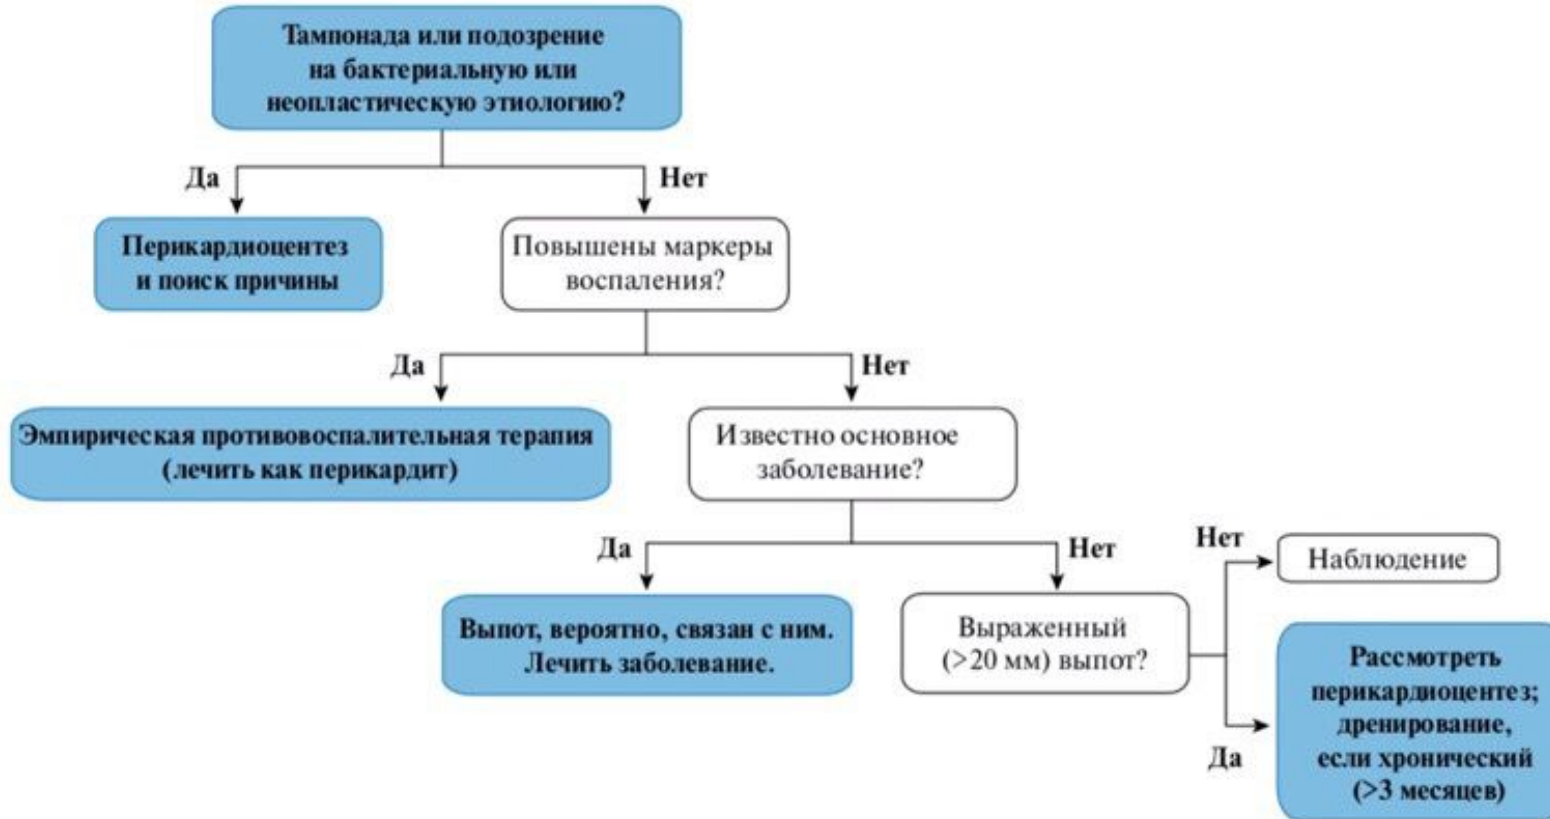 Тампонада или подозрение
на бактериальную или
неопластическую этиологию?
Да
Нет
Перикардиоцентез
и поиск причины
Повышены маркеры
воспаления?
Да
Нет
Эмпирическая противовоспалительная терапия
(лечить как перикардит)
Известно основное
заболевание?
Да
Нет
Выпот, вероятно, связан с ним.
Лечить заболевание.
Выраженный
(>20 мм) выпот?
Нет
Наблюдение
Да
Рассмотреть
перикардиоцентез;
дренирование,
если хронический
(>3 месяцев)